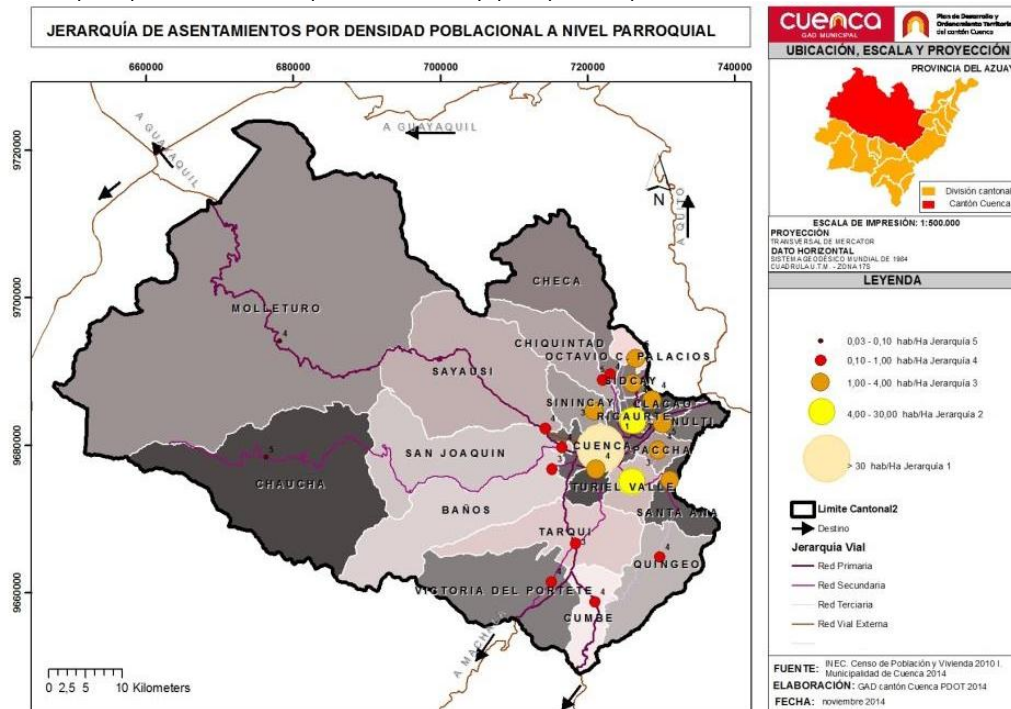 JERARQUÍA DE ASENTAMIENTOS POR DENSIDAD POBLACIONAL A NIVEL PARROQUIAL
660000 680000 700000 720000 740000
9720000
9700000
9680000
9660000
A GUAYAQUIL
A GUAYAQUIL
A QUITO
N
CHECA
MOLLETURO
4
CHIQUINTAD
OCTAVIO C. PALACIOS
SAYAUSI
SIDCAY
SININCAY
LLACAO
RICAURTE
NULTI
CUENCA
PACCHA
SAN JOAQUIN
5
CHAUCHA
TURI
EL VALLE
BAÑOS
SANTA ANA
TARQUI
QUINGEO
VICTORIA DEL PORTETE
CUMBE
A MACHALA
0 2,5 5 10 Kilometers
CUENCA
GAD MUNICIPAL
Plan de Desarrollo y
Ordenamiento Territorial
del cantón Cuenca
UBICACIÓN, ESCALA Y PROYECCIÓN
PROVINCIA DEL AZUAY
División cantonal
Cantón Cuenca
ESCALA DE IMPRESIÓN: 1:500.000
PROYECCIÓN
TRANSVERSAL DE MERCATOR
DATO HORIZONTAL
SISTEMA GEODÉSICO MUNDIAL DE 1984
CUADRULA U.T.M. - ZONA 17S
LEYENDA
0,03 - 0,10 hab/Ha Jerarquía 5
0,10 - 1,00 hab/Ha Jerarquía 4
1,00 - 4,00 hab/Ha Jerarquía 3
4,00 - 30,00 hab/Ha Jerarquía 2
> 30 hab/Ha Jerarquía 1
Limite Cantonal2
Destino
Jerarquía Vial
Red Primaria
Red Secundaria
Red Terciaria
Red Vial Externa
FUENTE: INEC. Censo de Población y Vivienda 2010 I.
Municipalidad de Cuenca 2014
ELABORACIÓN: GAD cantón Cuenca PDOT 2014
FECHA: noviembre 2014